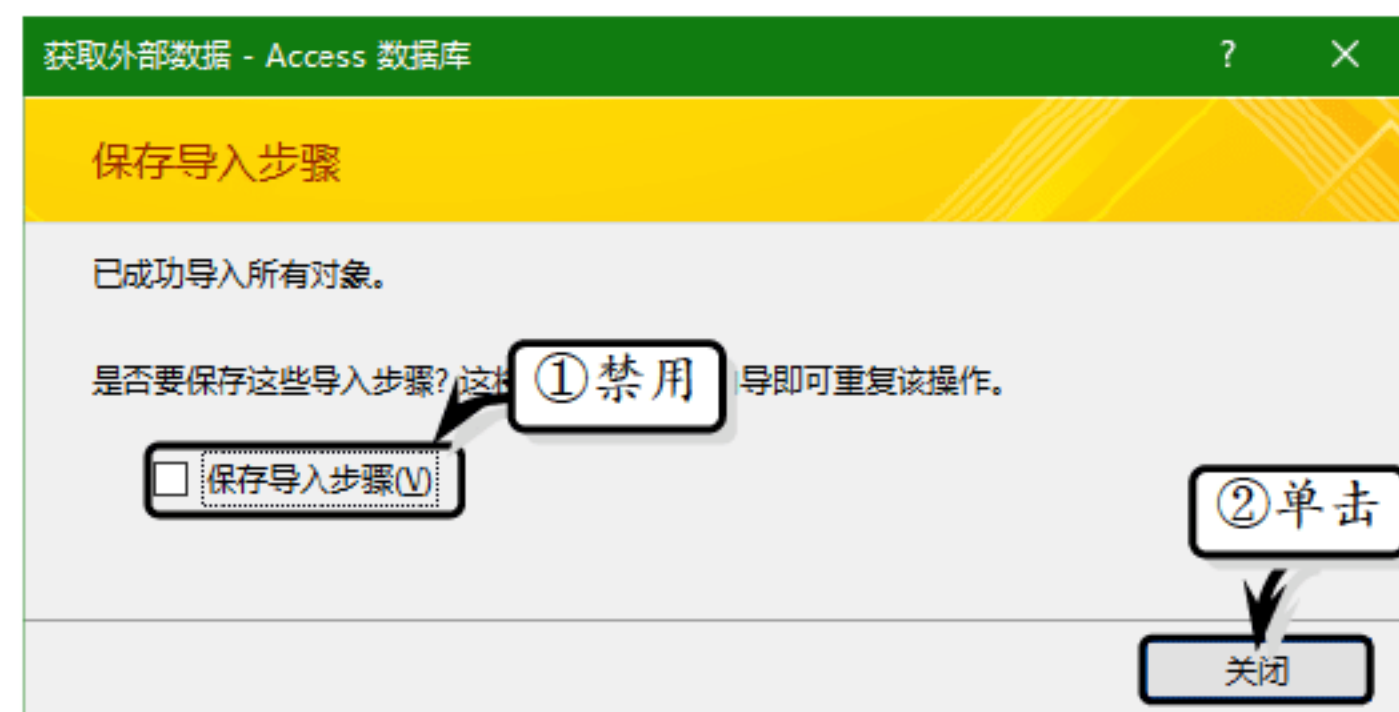 获取外部数据 - Access 数据库 ? ×
保存导入步骤
已成功导入所有对象。
是否要保存这些导入步骤? 这 导即可重复该操作。
①禁用
保存导入步骤(V)
②单击
关闭